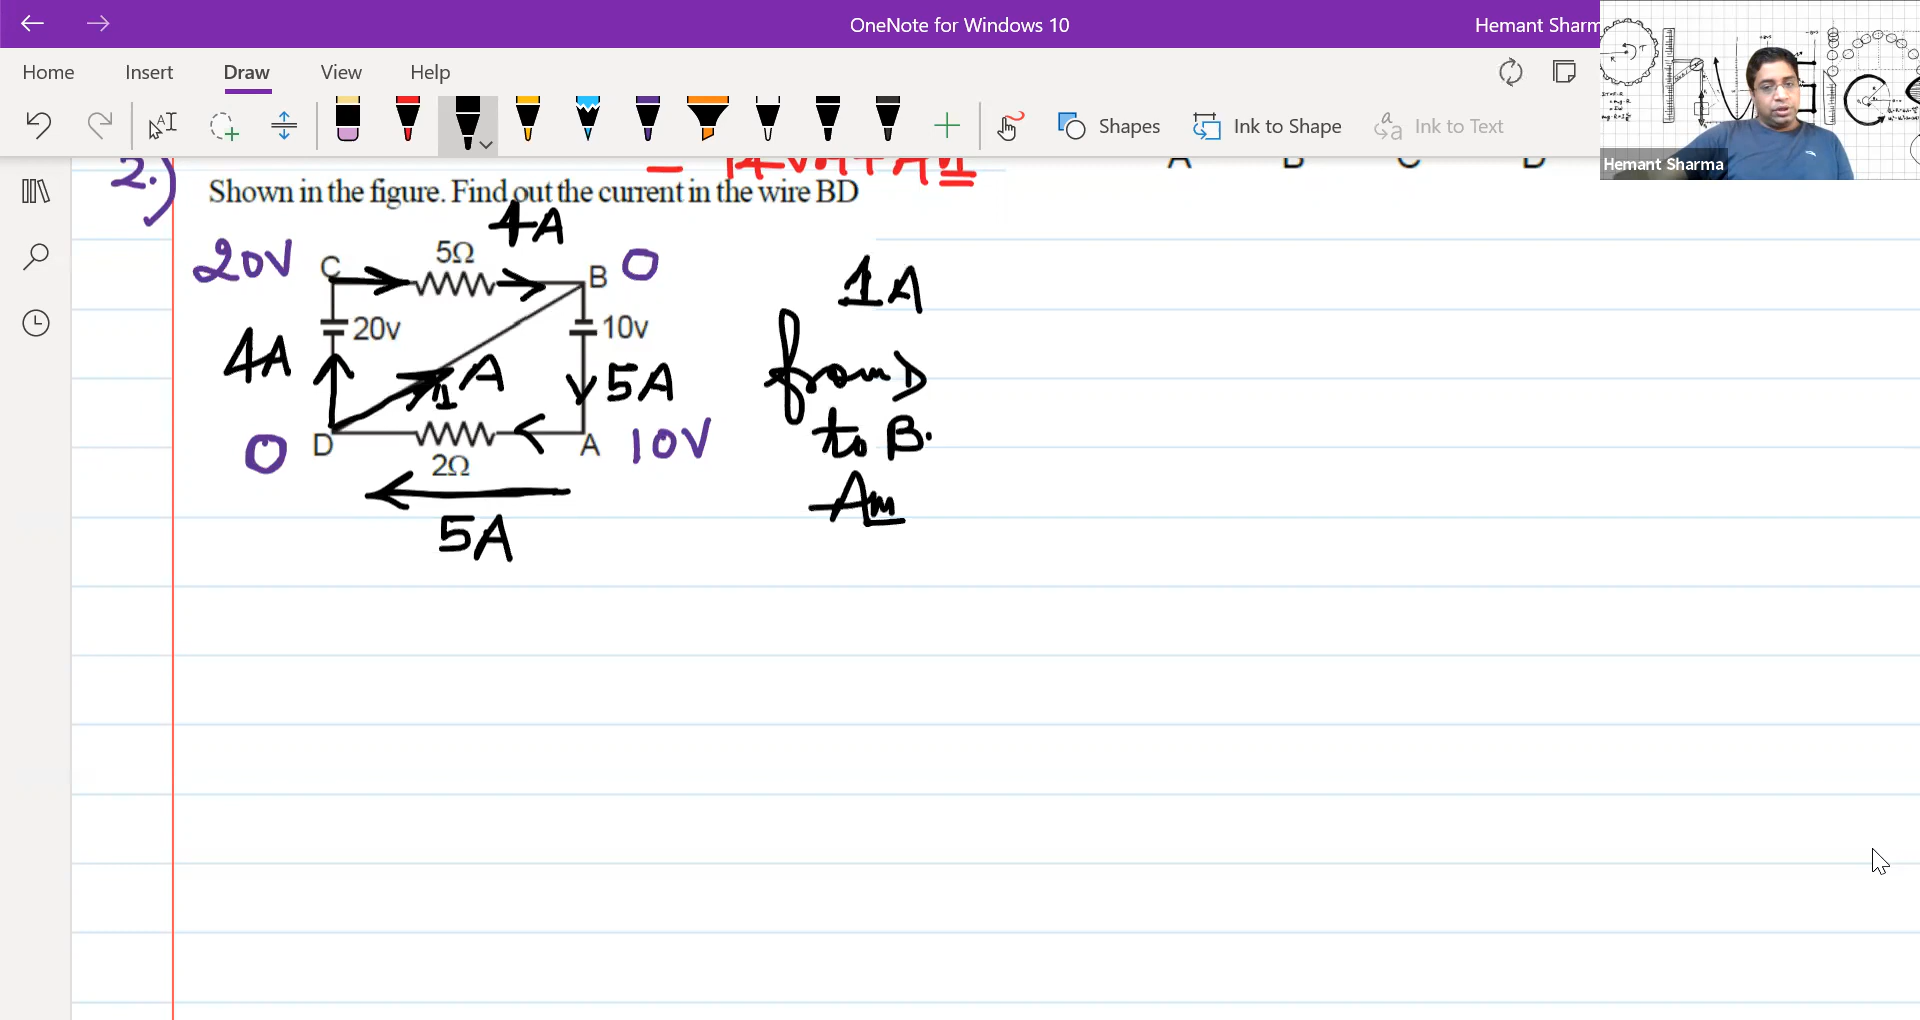 OneNote for Windows 10
Hemant Sharm
Home Insert Draw View Help
Shapes Ink to Shape Ink to Text
Hemant Sharma
2.)
A B C D
Shown in the figure. Find out the current in the wire BD
4A
20V C 5Ω B 0
20v 10v
4A 1A 5A
0 D 2Ω A 10V
5A
1A
from D
to B.